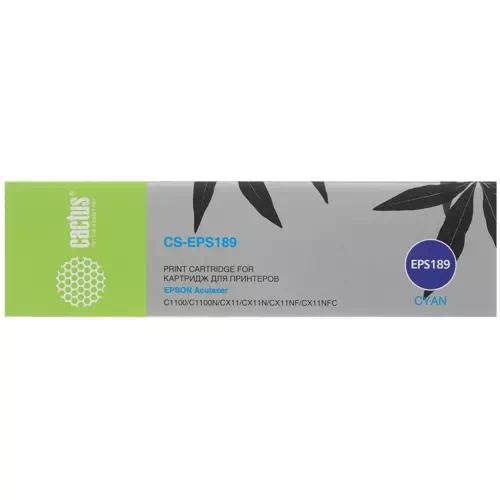 cactus®
CS-EPS189
PRINT CARTRIDGE FOR
КАРТРИДЖ ДЛЯ ПРИНТЕРОВ
EPSON Aculaser
C1100/C1100N/CX11/CX11N/CX11NF/CX11NFC
EPS189
CYAN